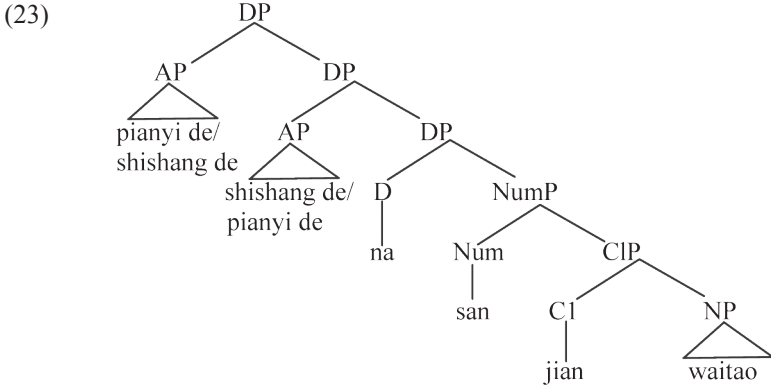 (23)
DP
AP DP
pianyi de/
shishang de
AP DP
shishang de/
pianyi de
D NumP
na
Num ClP
san
Cl NP
jian waitao